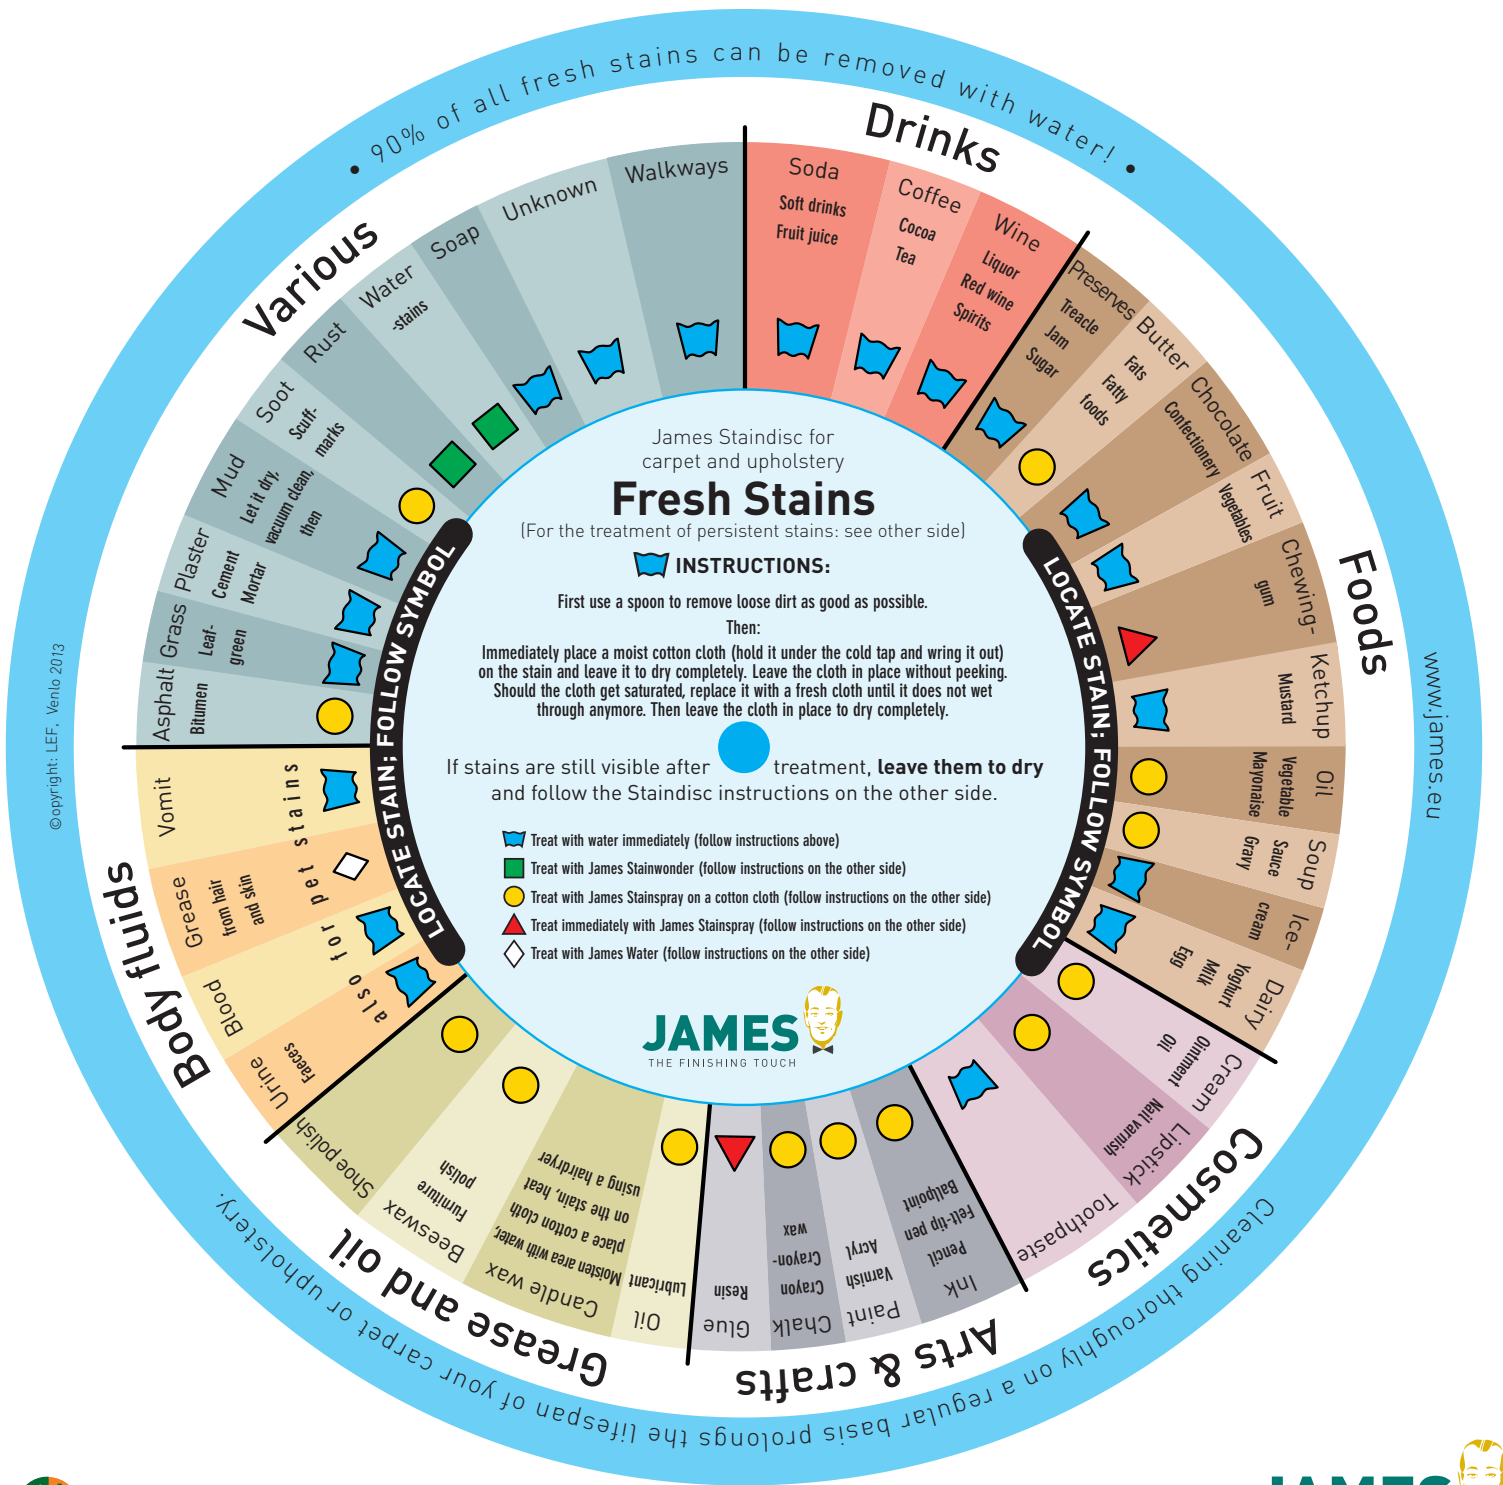 • 90% of all fresh stains can be removed with water! •
Drinks
Soda
Soft drinks
Fruit juice
Coffee
Cocoa
Tea
Wine
Liquor
Red wine
Spirits
Foods
Preserves
Treacle
Jam
Sugar
Butter
Fats
Fatty
foods
Chocolate
Confectionery
Fruit
Vegetables
Chewing-
gum
Ketchup
Mustard
Oil
Vegetable
Mayonaise
Soup
Sauce
Gravy
Ice-
cream
Dairy
Yoghurt
Milk
Egg
Cosmetics
Cream
Ointment
Oil
Lipstick
Nail varnish
Toothpaste
Arts & crafts
Ink
Pencil
Felt-tip pen
Ballpoint
Paint
Varnish
Acryl
Chalk
Crayon
Crayon-
wax
Glue
Resin
Grease and oil
Oil
Lubricant
Candle wax
Moisten area with water,
place a cotton cloth
on the stain, heat
using a hairdryer
Beeswax
Furniture
polish
Shoe polish
Body fluids
Urine
Faeces
Blood
Grease
from hair
and skin
Vomit
also for pet stains
Various
Asphalt
Bitumen
Grass
Leaf-
green
Plaster
Cement
Mortar
Mud
Let it dry,
vacuum clean,
then
Soot
Scuff-
marks
Rust
Water
-stains
Soap
Unknown
Walkways
LOCATE STAIN; FOLLOW SYMBOL
LOCATE STAIN; FOLLOW SYMBOL
James Staindisc for
carpet and upholstery
Fresh Stains
(For the treatment of persistent stains: see other side)
INSTRUCTIONS:
First use a spoon to remove loose dirt as good as possible.
Then:
Immediately place a moist cotton cloth (hold it under the cold tap and wring it out)
on the stain and leave it to dry completely. Leave the cloth in place without peeking.
Should the cloth get saturated, replace it with a fresh cloth until it does not wet
through anymore. Then leave the cloth in place to dry completely.
If stains are still visible after treatment, leave them to dry
and follow the Staindisc instructions on the other side.
Treat with water immediately (follow instructions above)
Treat with James Stainwonder (follow instructions on the other side)
Treat with James Stainspray on a cotton cloth (follow instructions on the other side)
Treat immediately with James Stainspray (follow instructions on the other side)
Treat with James Water (follow instructions on the other side)
JAMES
THE FINISHING TOUCH
www.james.eu
Cleaning thoroughly on a regular basis prolongs the lifespan of your carpet or upholstery.
©opyright: LEF, Venlo 2013
JAMES